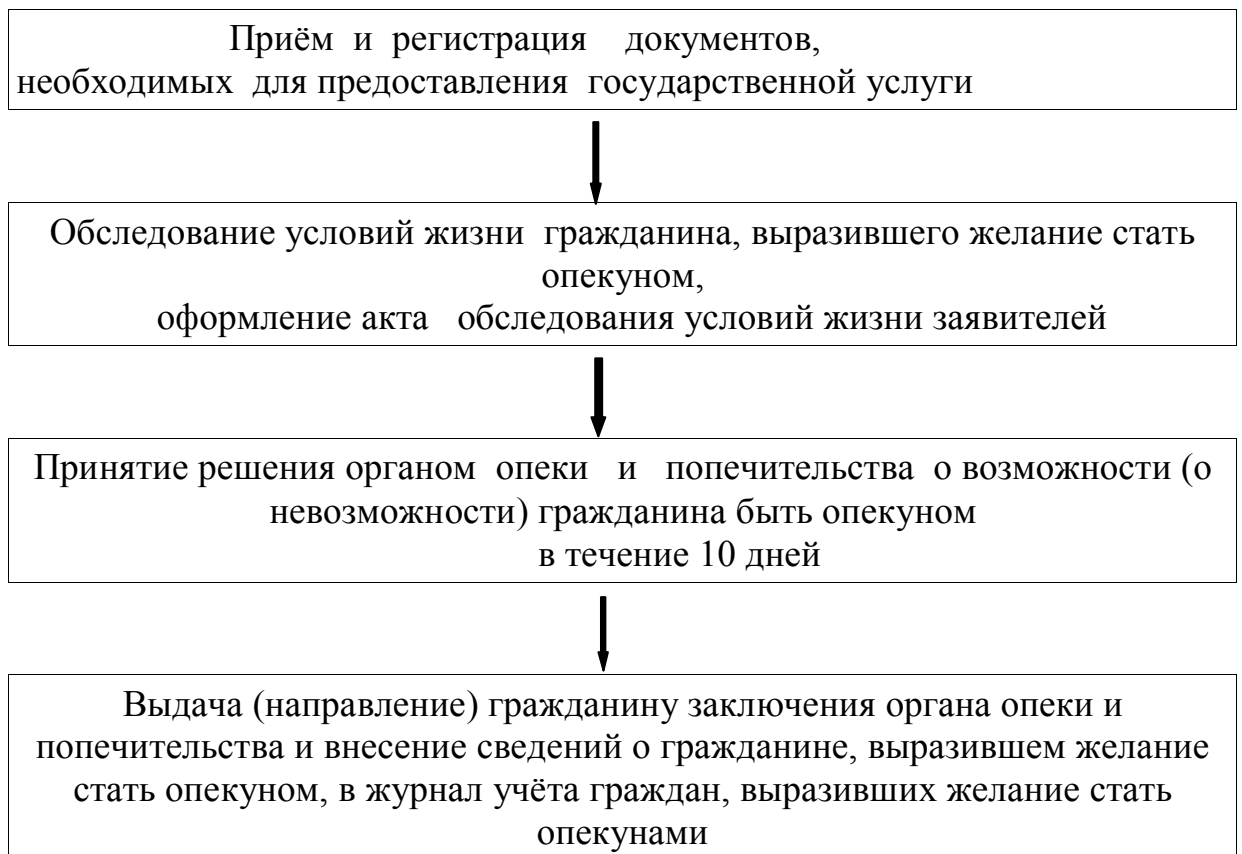 Приём и регистрация документов,
необходимых для предоставления государственной услуги
Обследование условий жизни гражданина, выразившего желание стать
опекуном,
оформление акта обследования условий жизни заявителей
Принятие решения органом опеки и попечительства о возможности (о
невозможности) гражданина быть опекуном
в течение 10 дней
Выдача (направление) гражданину заключения органа опеки и
попечительства и внесение сведений о гражданине, выразившем желание
стать опекуном, в журнал учёта граждан, выразивших желание стать
опекунами